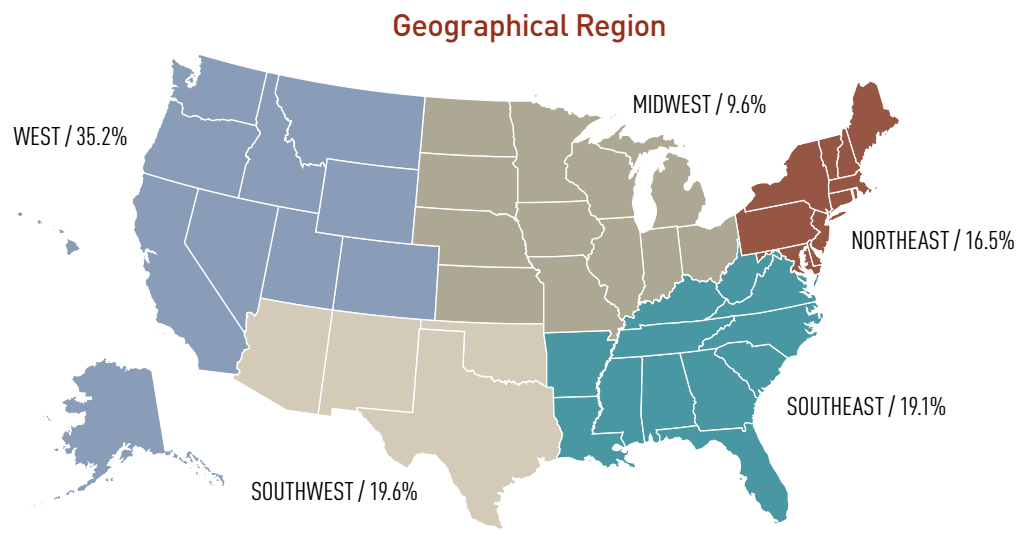 Geographical Region
MIDWEST / 9.6%
WEST / 35.2%
NORTHEAST / 16.5%
SOUTHEAST / 19.1%
SOUTHWEST / 19.6%